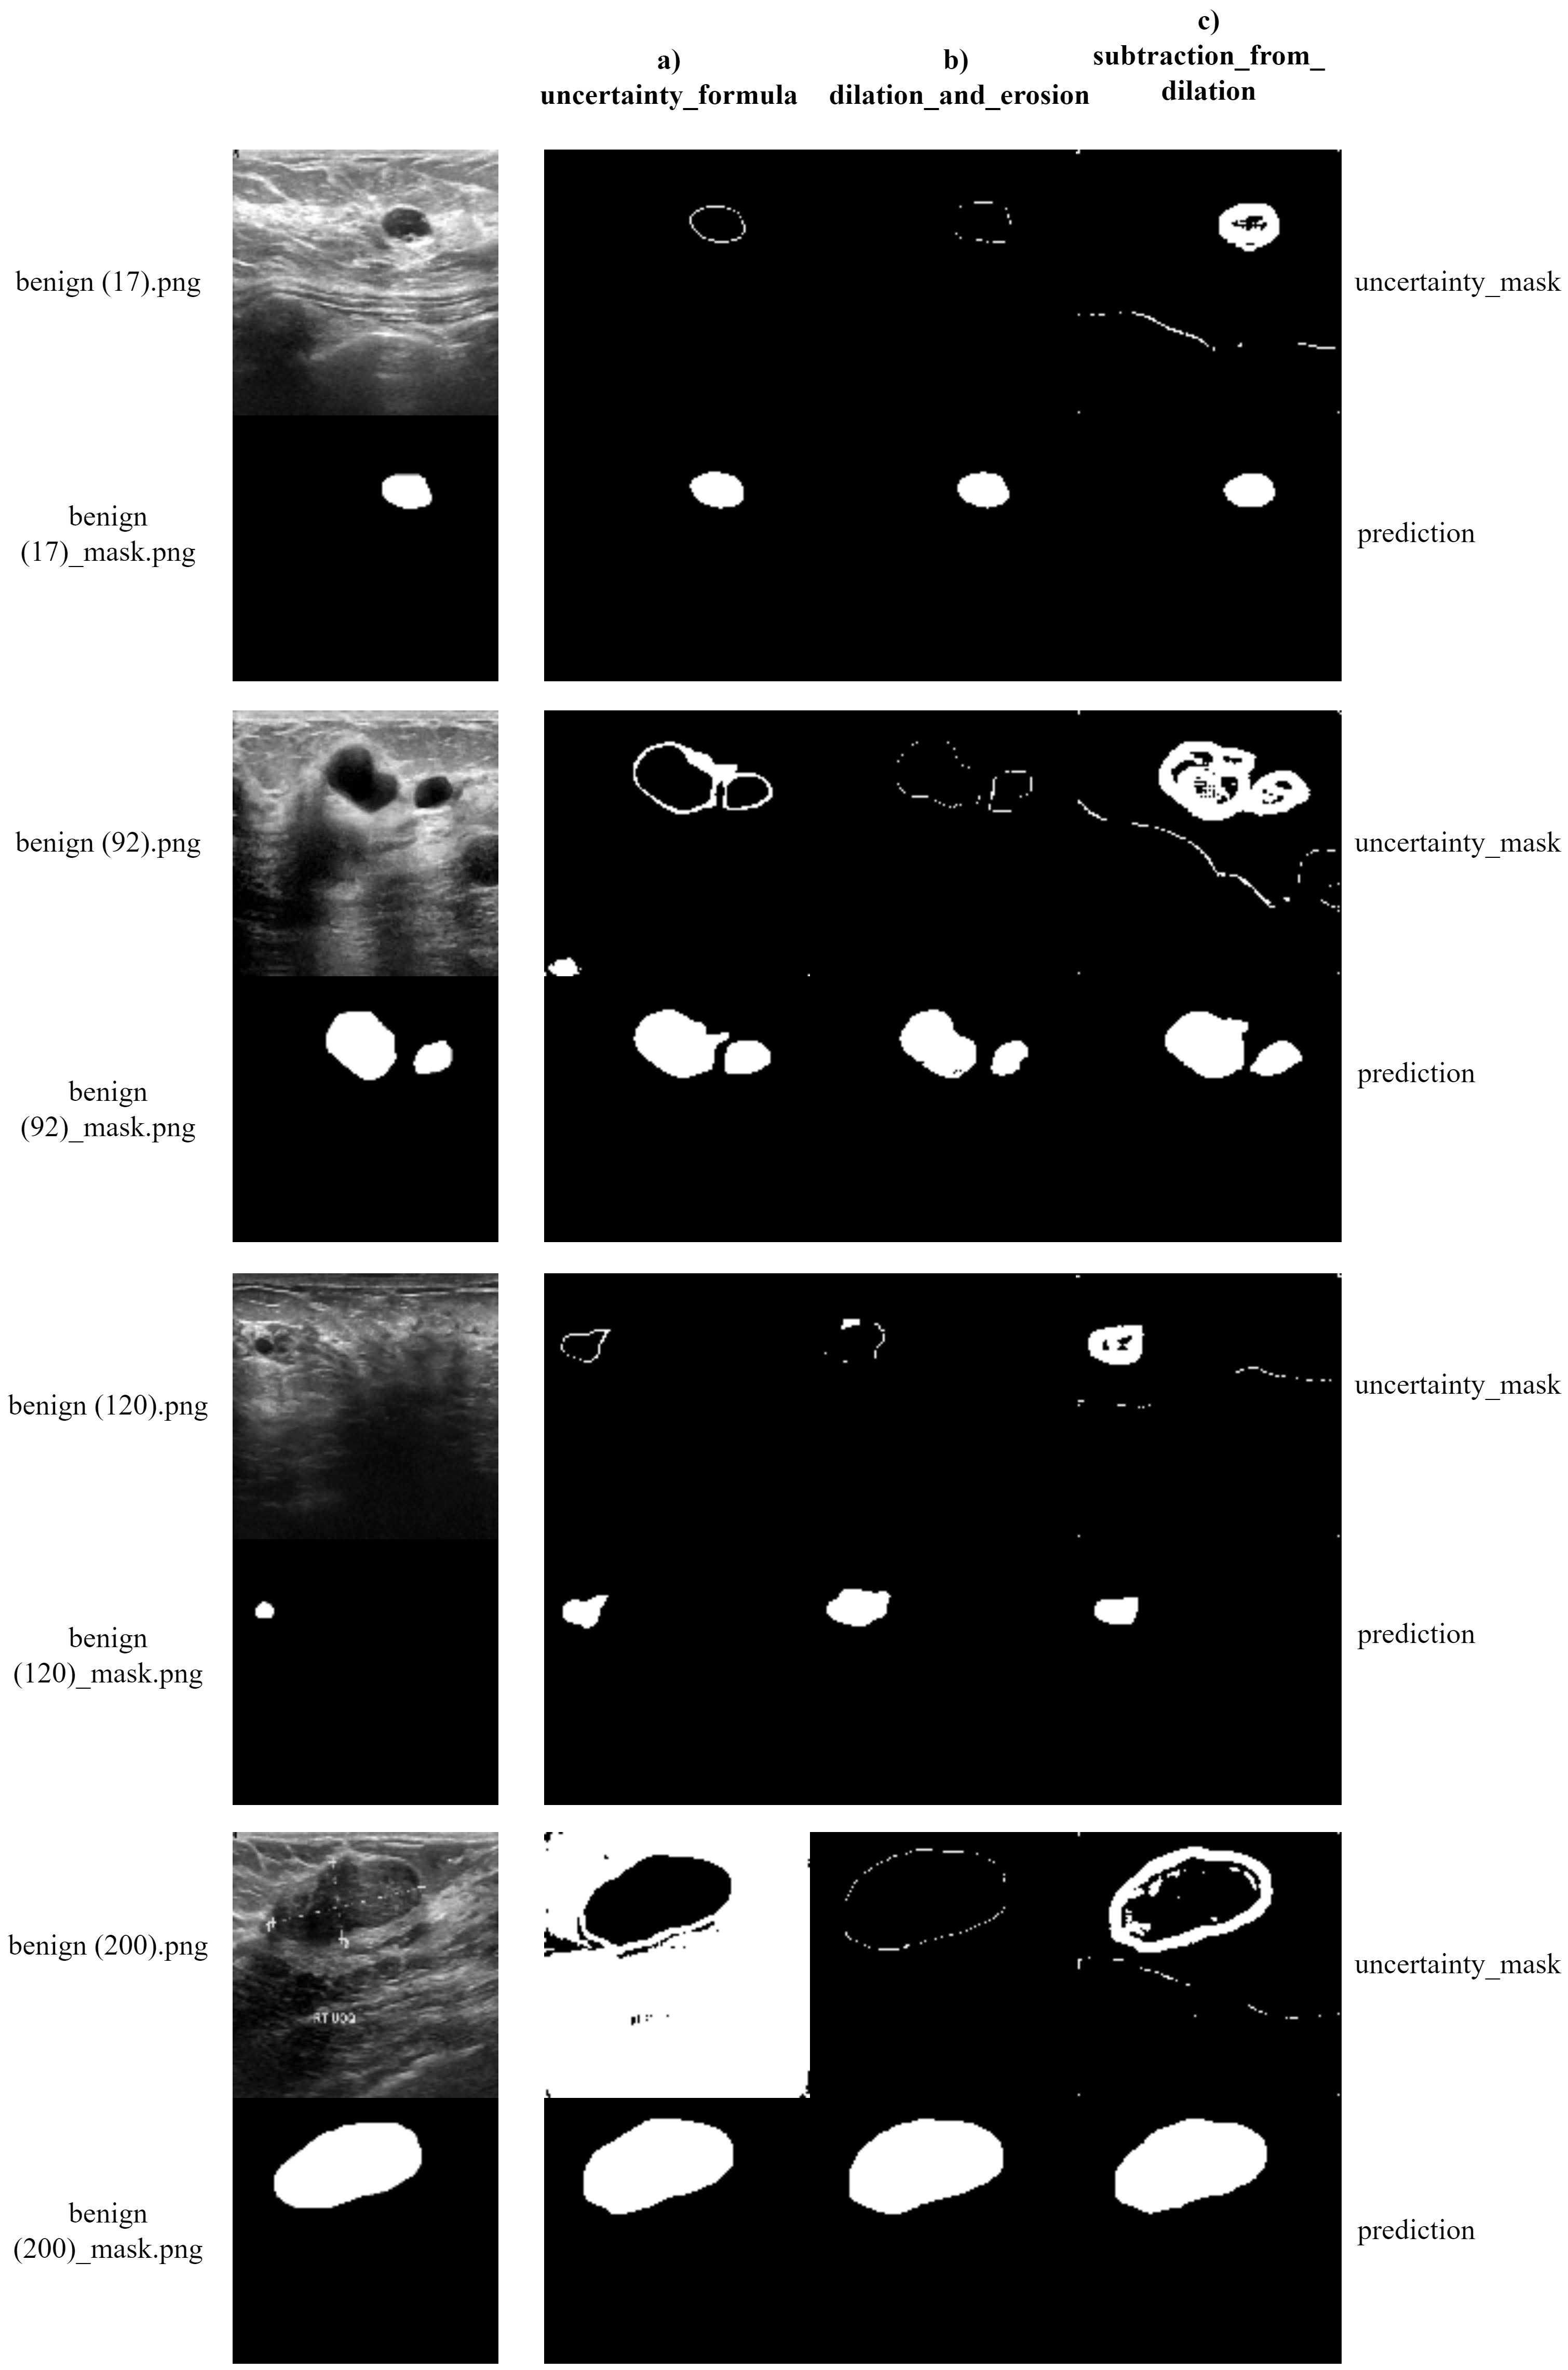 a)
uncertainty_formula
b)
dilation_and_erosion
c)
subtraction_from_
dilation
benign (17).png
uncertainty_mask
benign
(17)_mask.png
prediction
benign (92).png
uncertainty_mask
benign
(92)_mask.png
prediction
benign (120).png
uncertainty_mask
benign
(120)_mask.png
prediction
benign (200).png
RT UOQ
uncertainty_mask
benign
(200)_mask.png
prediction